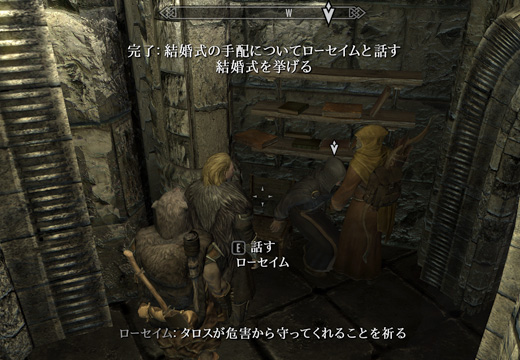 W
完了: 結婚式の手配についてローセイムと話す
結婚式を挙げる
E 話す
ローセイム
ローセイム: タロスが危害から守ってくれることを祈る